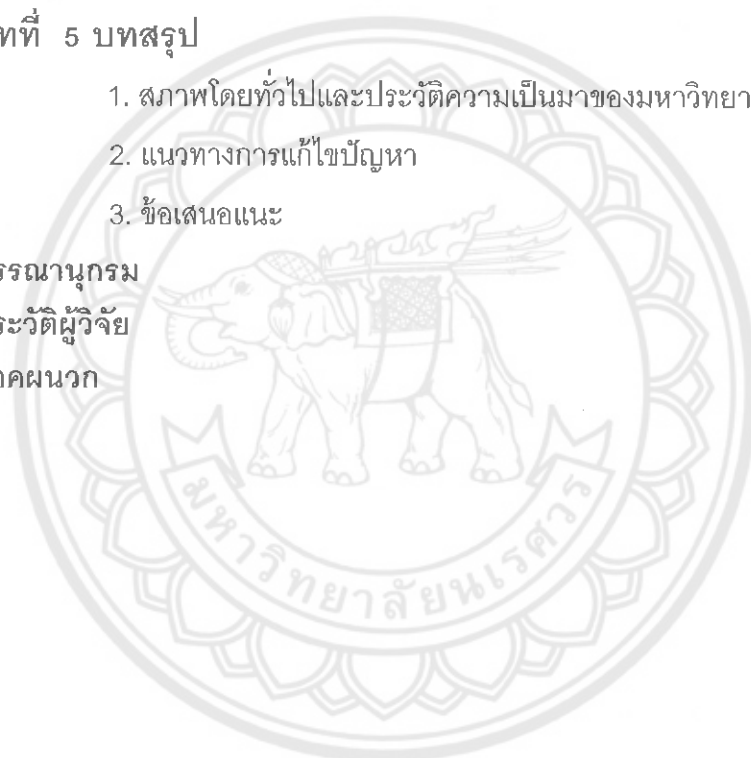 ทที่ 5 บทสรุป
1. สภาพโดยทั่วไปและประวัติความเป็นมาของมหาวิทยา
2. แนวทางการแก้ไขปัญหา
3. ข้อเสนอแนะ
รรณานุกรม
ระวัติผู้วิจัย
าคผนวก
มหาวิทยาลัยนเรศวร